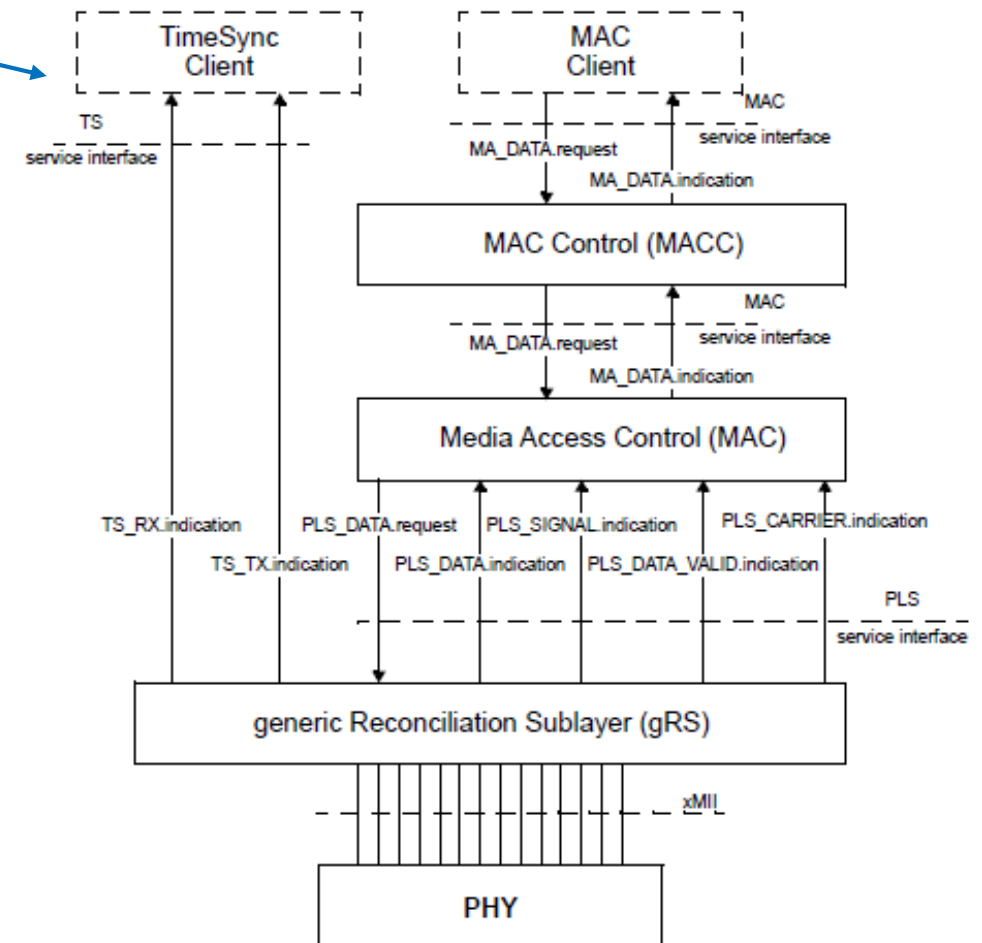 TimeSync
Client
MAC
Client
TS
service interface
MAC
service interface
MA_DATA.request
MA_DATA.indication
MAC Control (MACC)
MAC
service interface
MA_DATA.request
MA_DATA.indication
Media Access Control (MAC)
TS_RX.indication
PLS_DATA.request
PLS_SIGNAL.indication
PLS_CARRIER.indication
TS_TX.indication
PLS_DATA.indication
PLS_DATA_VALID.indication
PLS
service interface
generic Reconciliation Sublayer (gRS)
xMII
PHY